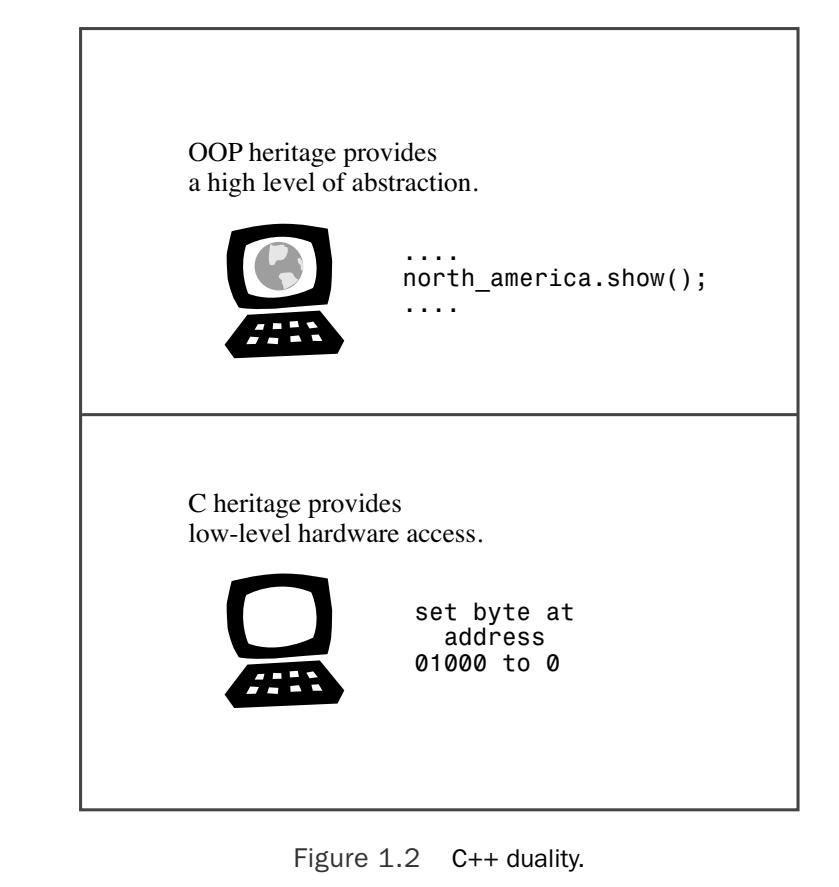 OOP heritage provides
a high level of abstraction.
....
north_america.show();
....
C heritage provides
low-level hardware access.
set byte at
address
01000 to 0
Figure 1.2 C++ duality.